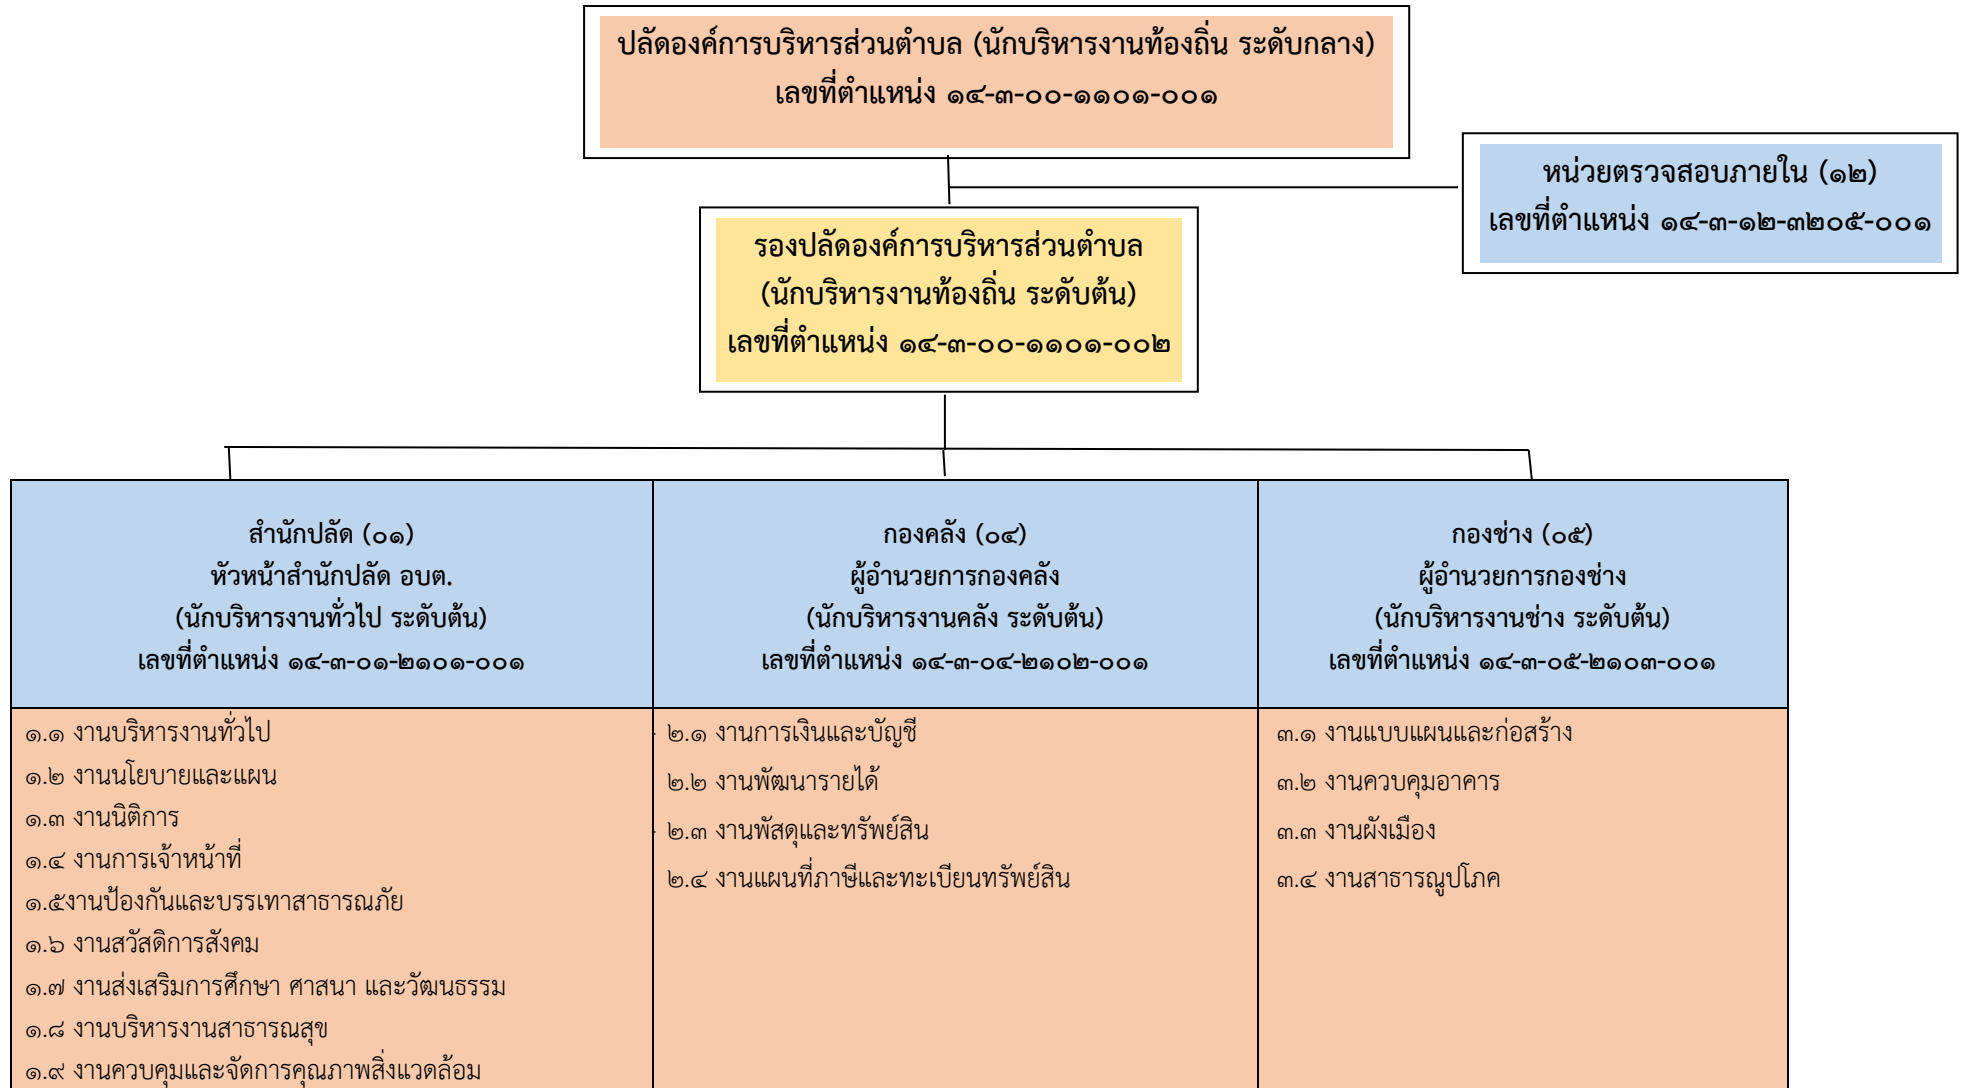 ปลัดองค์การบริหารส่วนตำบล (นักบริหารงานท้องถิ่น ระดับกลาง)
เลขที่ตำแหน่ง ๑๔-๓-๐๐-๑๑๐๑-๐๐๑
หน่วยตรวจสอบภายใน (๑๒)
เลขที่ตำแหน่ง ๑๔-๓-๑๒-๓๒๐๕-๐๐๑
รองปลัดองค์การบริหารส่วนตำบล
(นักบริหารงานท้องถิ่น ระดับต้น)
เลขที่ตำแหน่ง ๑๔-๓-๐๐-๑๑๐๑-๐๐๒
สำนักปลัด (๐๑)
หัวหน้าสำนักปลัด อบต.
(นักบริหารงานทั่วไป ระดับต้น)
เลขที่ตำแหน่ง ๑๔-๓-๐๑-๒๑๐๑-๐๐๑
กองคลัง (๐๔)
ผู้อำนวยการกองคลัง
(นักบริหารงานคลัง ระดับต้น)
เลขที่ตำแหน่ง ๑๔-๓-๐๔-๒๑๐๒-๐๐๑
กองช่าง (๐๕)
ผู้อำนวยการกองช่าง
(นักบริหารงานช่าง ระดับต้น)
เลขที่ตำแหน่ง ๑๔-๓-๐๕-๒๑๐๓-๐๐๑
๑.๑ งานบริหารงานทั่วไป
๑.๒ งานนโยบายและแผน
๑.๓ งานนิติการ
๑.๔ งานการเจ้าหน้าที่
๑.๕งานป้องกันและบรรเทาสาธารณภัย
๑.๖ งานสวัสดิการสังคม
๑.๗ งานส่งเสริมการศึกษา ศาสนา และวัฒนธรรม
๑.๘ งานบริหารงานสาธารณสุข
๑.๙ งานควบคุมและจัดการคุณภาพสิ่งแวดล้อม
๒.๑ งานการเงินและบัญชี
๒.๒ งานพัฒนารายได้
๒.๓ งานพัสดุและทรัพย์สิน
๒.๔ งานแผนที่ภาษีและทะเบียนทรัพย์สิน
๓.๑ งานแบบแผนและก่อสร้าง
๓.๒ งานควบคุมอาคาร
๓.๓ งานผังเมือง
๓.๔ งานสาธารณูปโภค